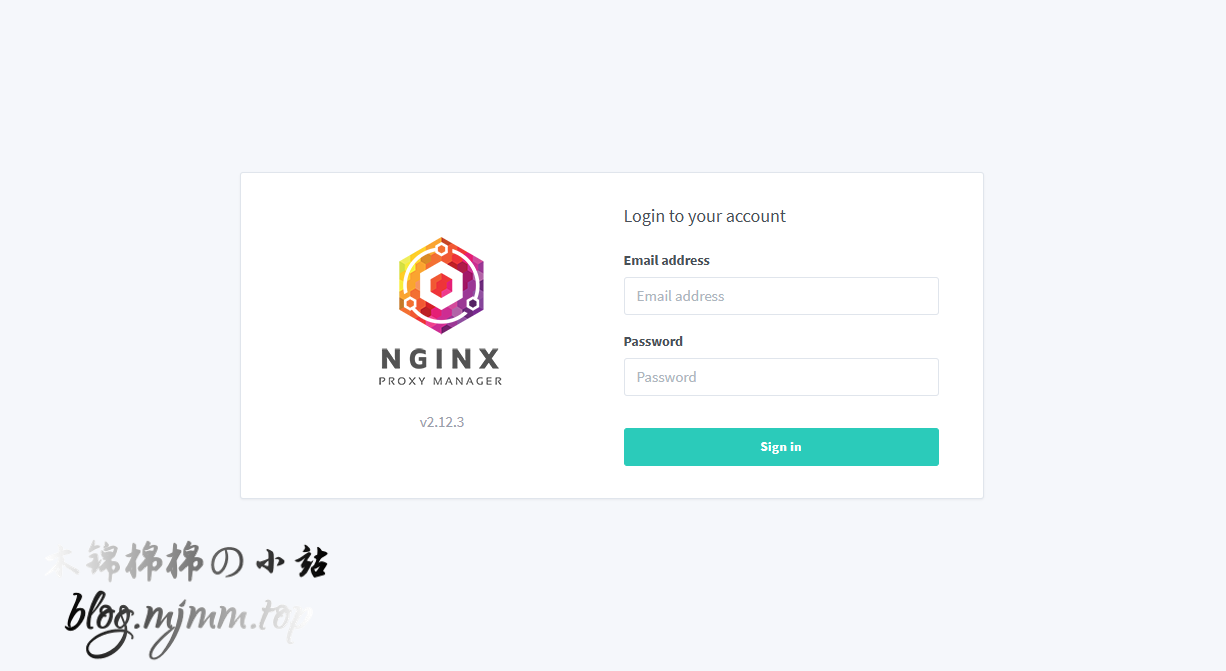 Login to your account
Email address
Email address
Password
Password
Sign in
NGINX
PROXY MANAGER
v2.12.3
木锦棉棉の小站
blog.mjmm.top